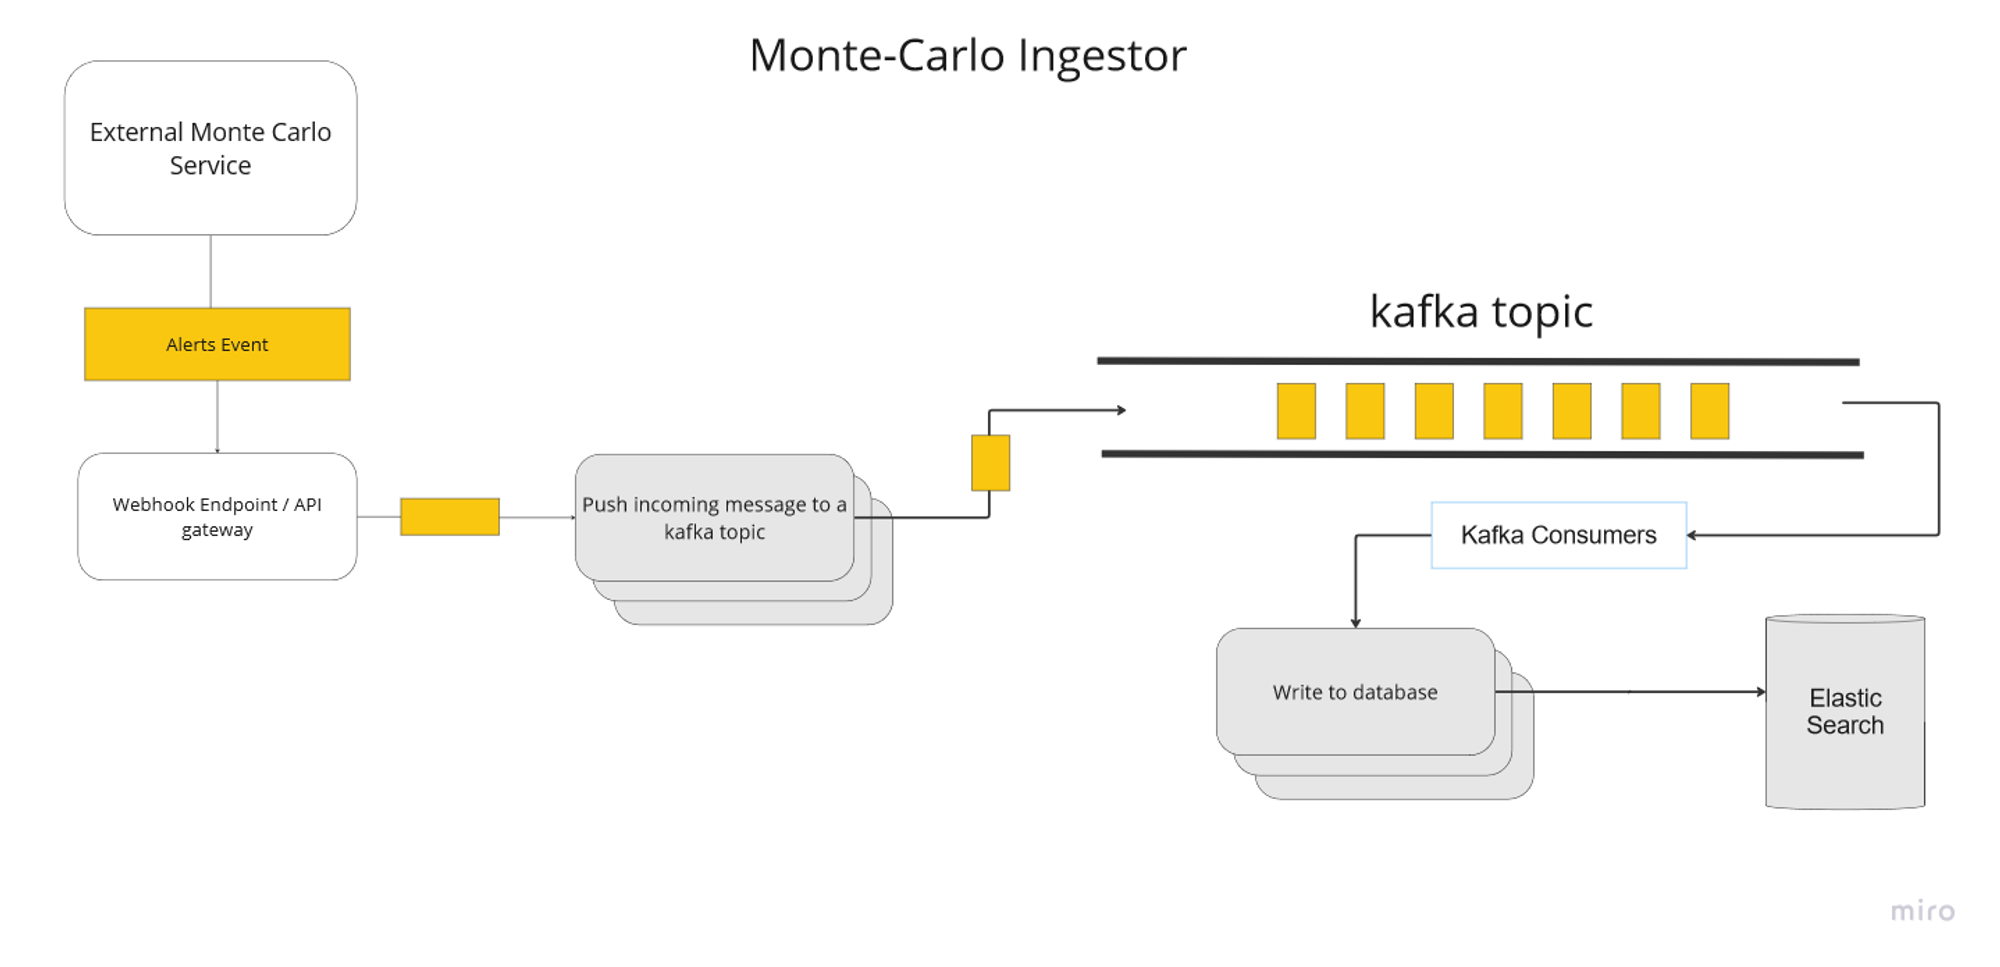 Monte-Carlo Ingestor
External Monte Carlo
Service
Alerts Event
Webhook Endpoint / API
gateway
Push incoming message to a
kafka topic
kafka topic
Kafka Consumers
Write to database
Elastic
Search
miro